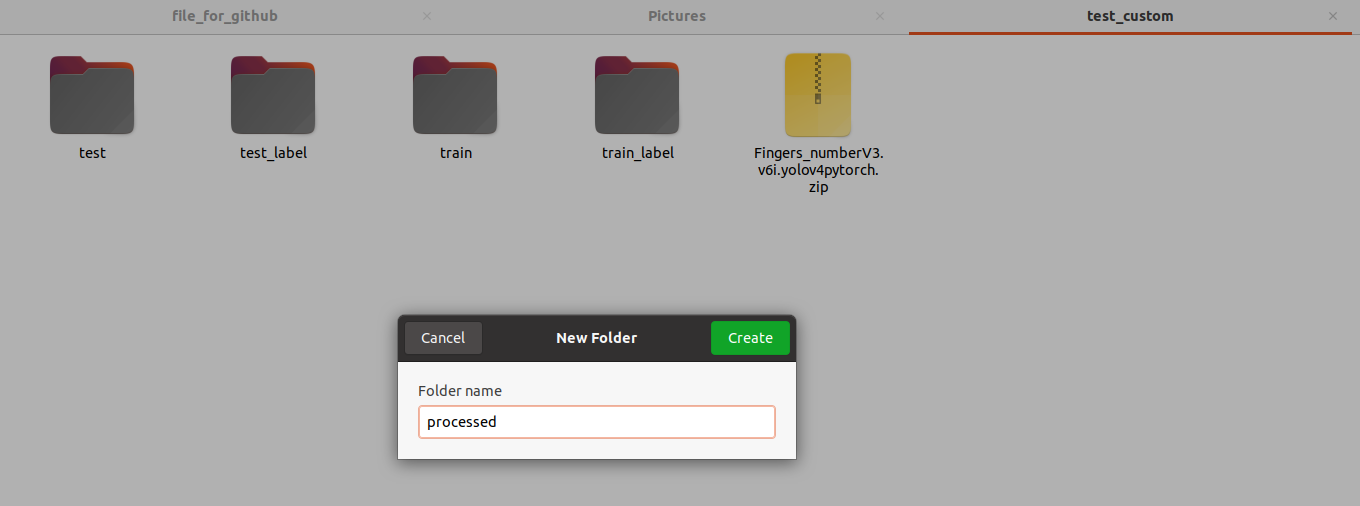 file_for_github
Pictures
test_custom
test
test_label
train
train_label
Fingers_numberV3.
v6i.yolov4pytorch.
zip
Cancel
New Folder
Create
Folder name
processed